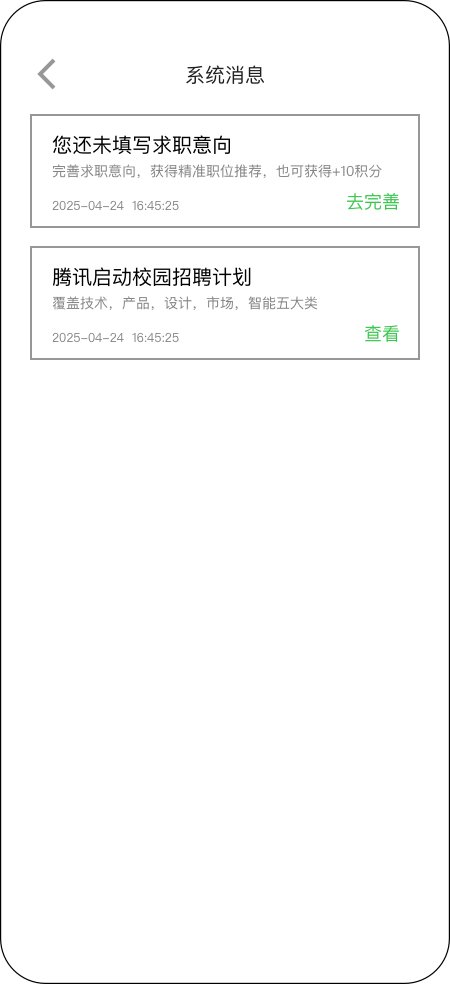 系统消息
您还未填写求职意向
完善求职意向，获得精准职位推荐，也可获得+10积分
2025-04-24 16:45:25
去完善
腾讯启动校园招聘计划
覆盖技术，产品，设计，市场，智能五大类
2025-04-24 16:45:25
查看